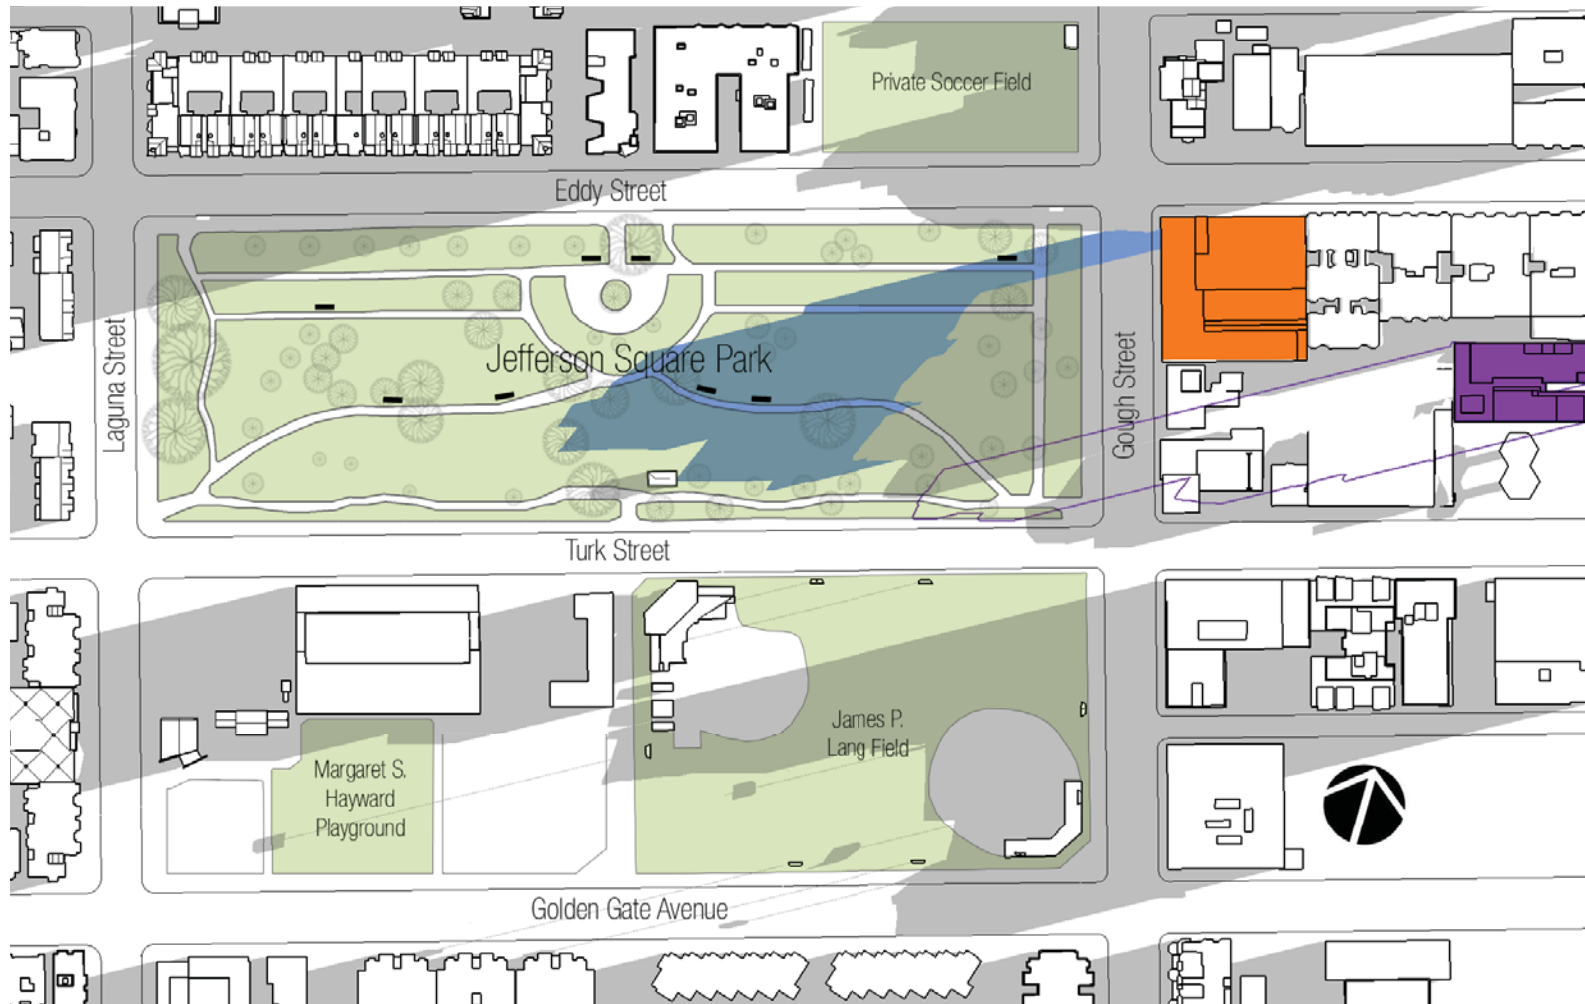 Private Soccer Field
Eddy Street
Jefferson Square Park
Laguna Street
Gough Street
Turk Street
James P.
Lang Field
Margaret S.
Hayward
Playground
Golden Gate Avenue